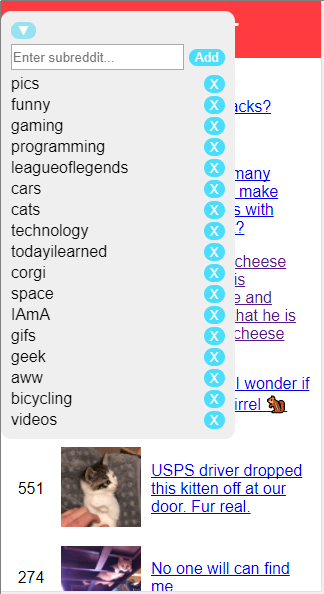 ▼
Enter subreddit...
Add
pics X
funny X
gaming X
programming X
leagueoflegends X
cars X
cats X
technology X
todayilearned X
corgi X
space X
IAmA X
gifs X
geek X
aww X
bicycling X
videos X
acks?
many
make
s with
?
cheese
is
e and
hat he is
cheese
I wonder if
irrel 🐿️
551
USPS driver dropped
this kitten off at our
door. Fur real.
274
No one will can find
me